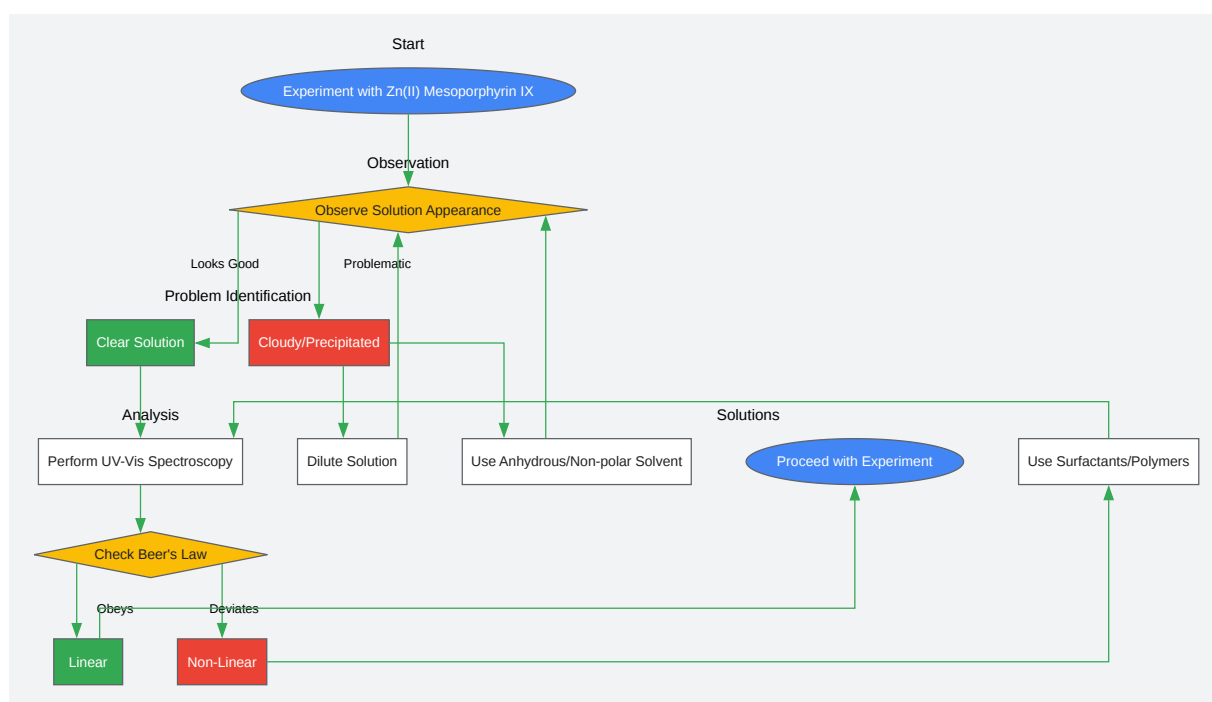 Start
Experiment with Zn(II) Mesoporphyrin IX
Observation
Observe Solution Appearance
Looks Good
Problematic
Problem Identification
Clear Solution
Cloudy/Precipitated
Analysis
Solutions
Perform UV-Vis Spectroscopy
Dilute Solution
Use Anhydrous/Non-polar Solvent
Proceed with Experiment
Use Surfactants/Polymers
Check Beer's Law
Obeys
Deviates
Linear
Non-Linear